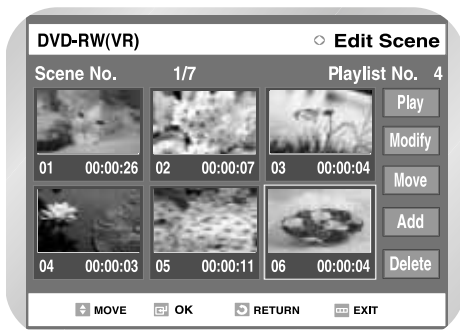 DVD-RW(VR) Edit Scene
Scene No. 1/7 Playlist No. 4
Play
Modify
Move
Add
Delete
01 00:00:26 02 00:00:07 03 00:00:04
04 00:00:03 05 00:00:11 06 00:00:04
MOVE OK RETURN EXIT